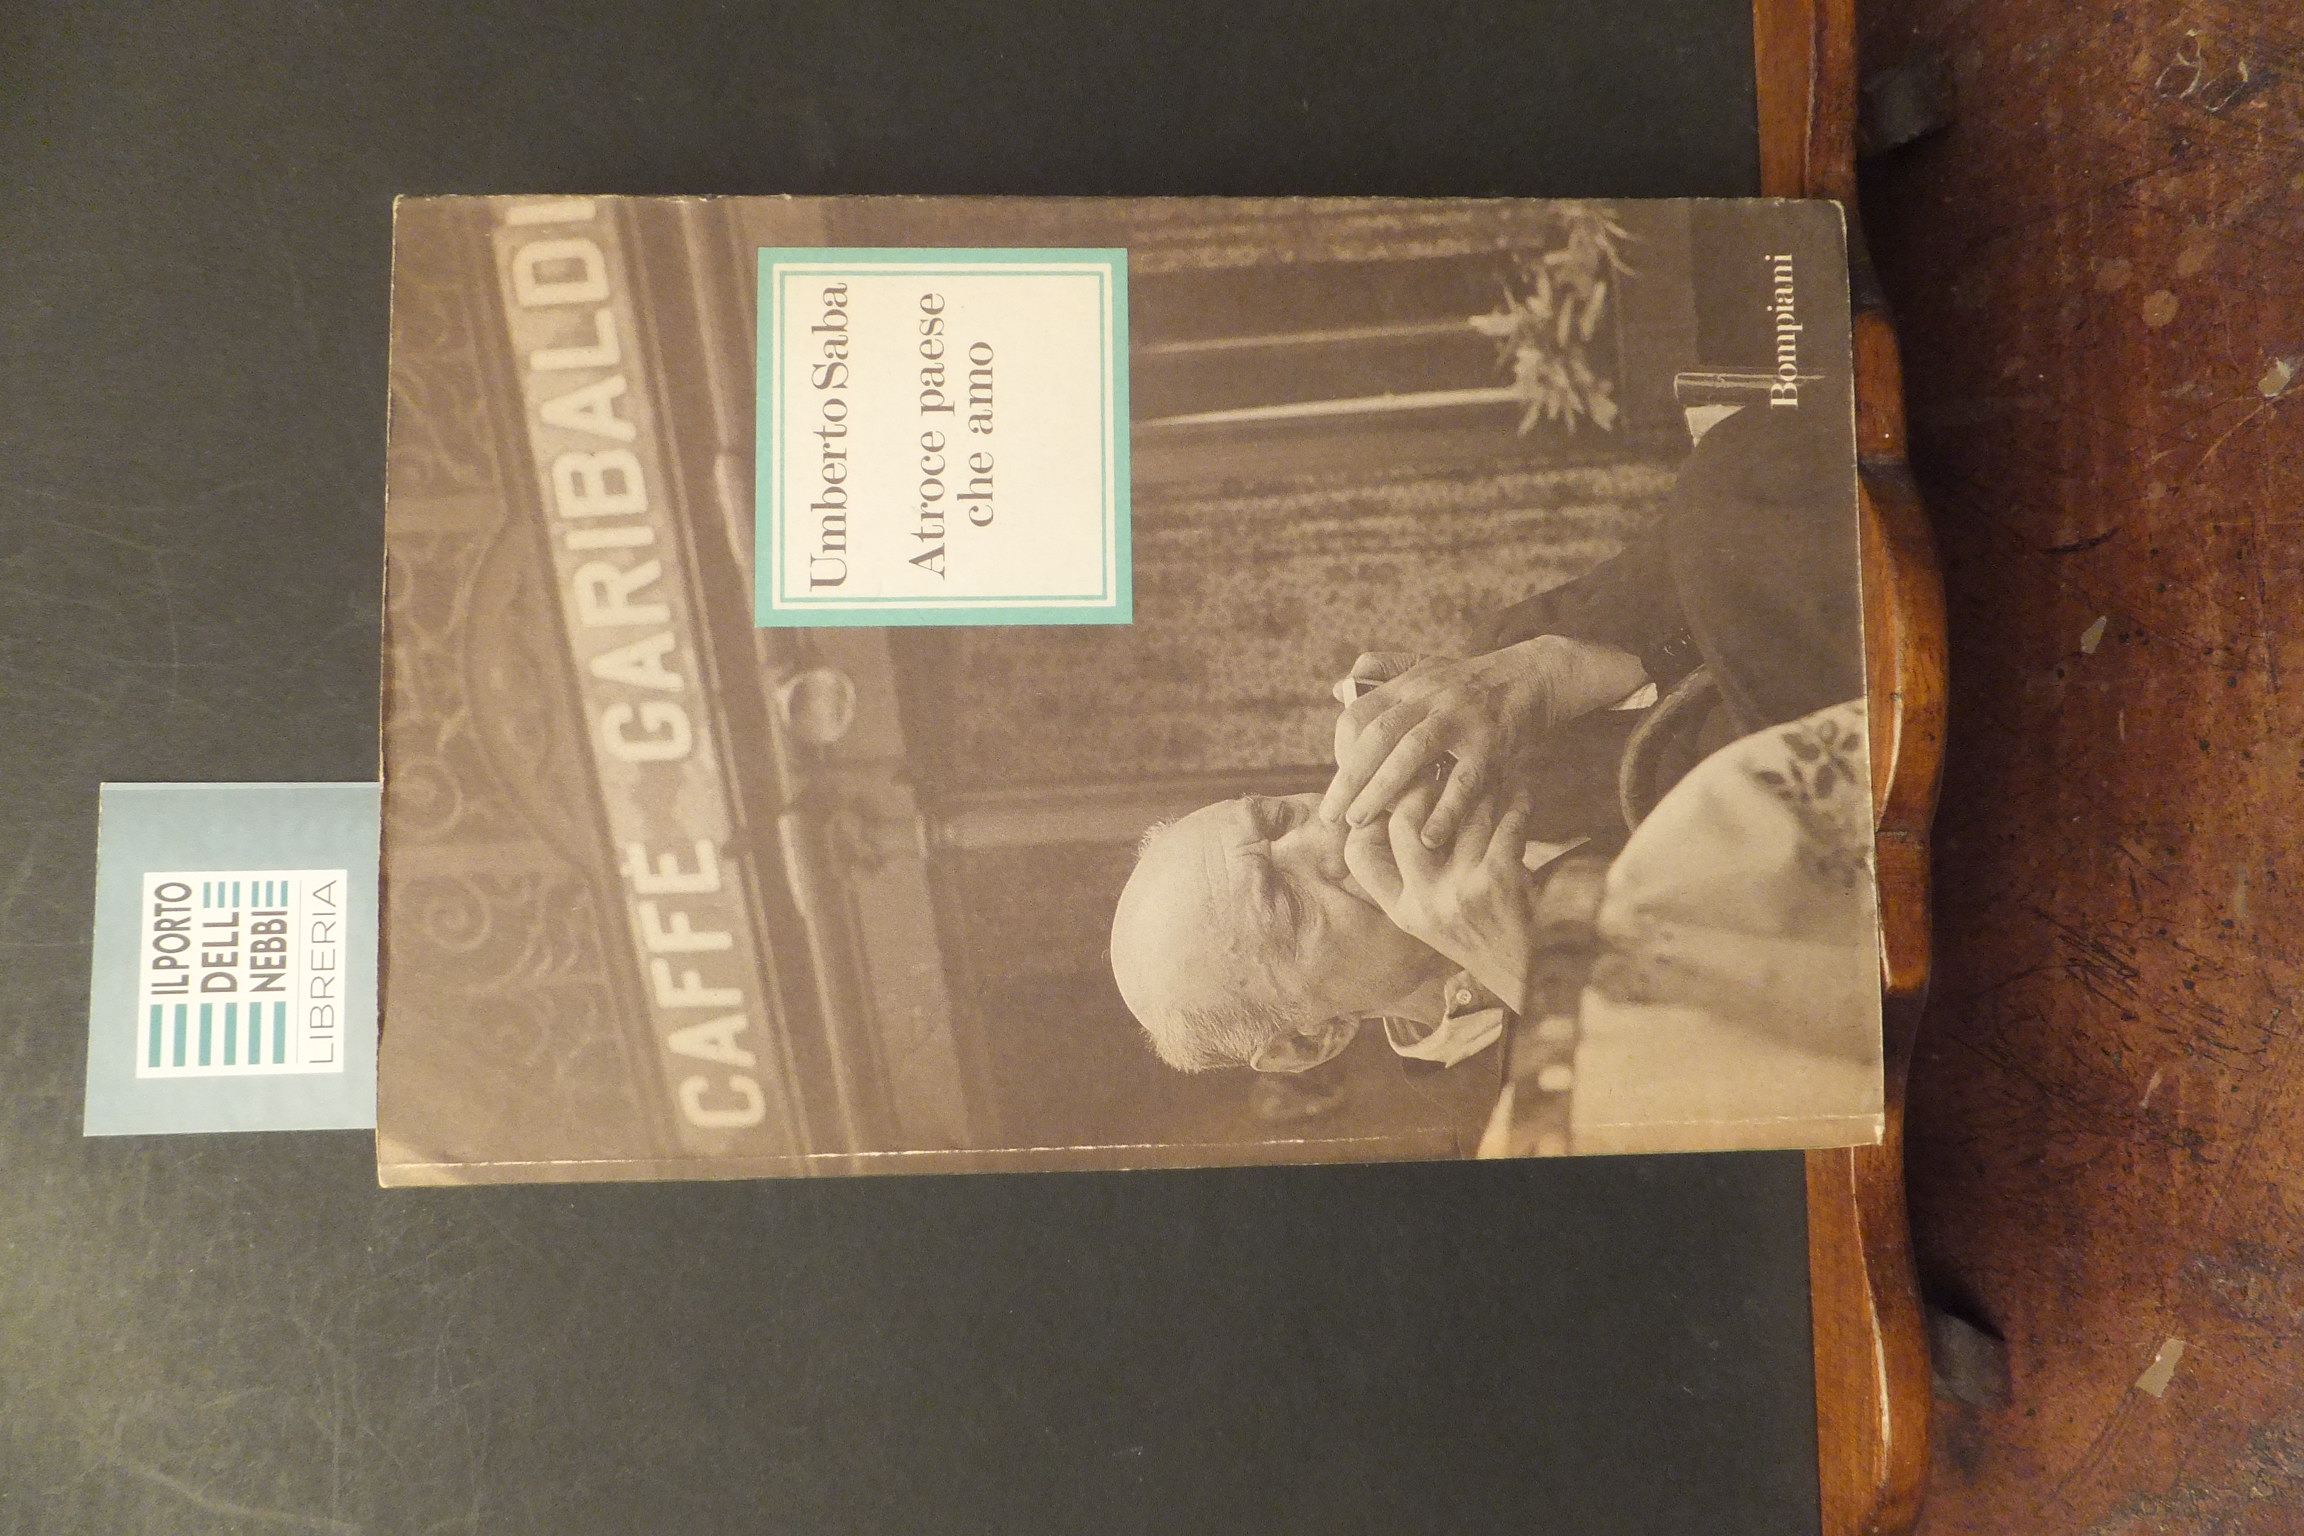 IL PORTO
DELLE
NEBBIE
LIBRERIA
CAFFÈ GARIBALDI
Umberto Saba
Atroce paese
che amo
Bompiani